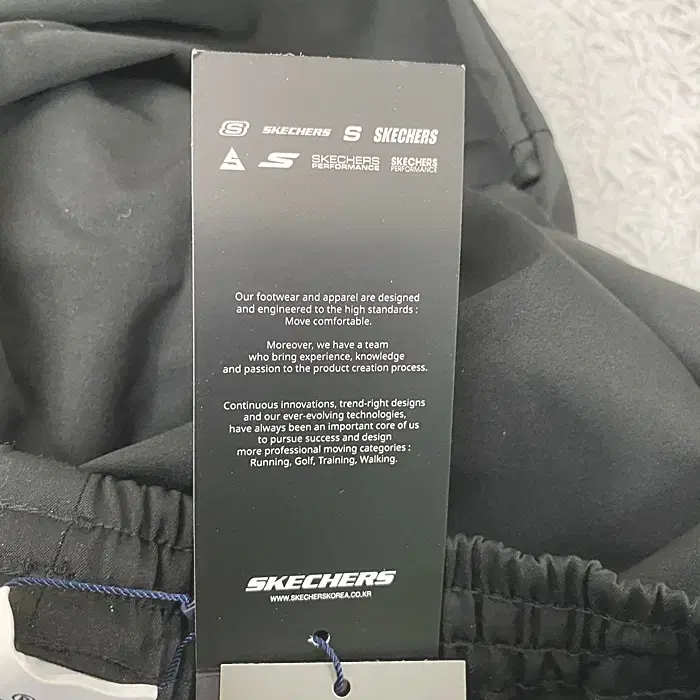 S SKECHERS S SKECHERS
S S SKECHERS PERFORMANCE SKECHERS PERFORMANCE
Our footwear and apparel are designed
and engineered to the high standards :
Move comfortable.
Moreover, we have a team
who bring experience, knowledge
and passion to the product creation process.
Continuous innovations, trend-right designs
and our ever-evolving technologies,
have always been an important core of us
to pursue success and design
more professional moving categories :
Running, Golf, Training, Walking.
SKECHERS
WWW.SKECHERSKOREA.CO.KR